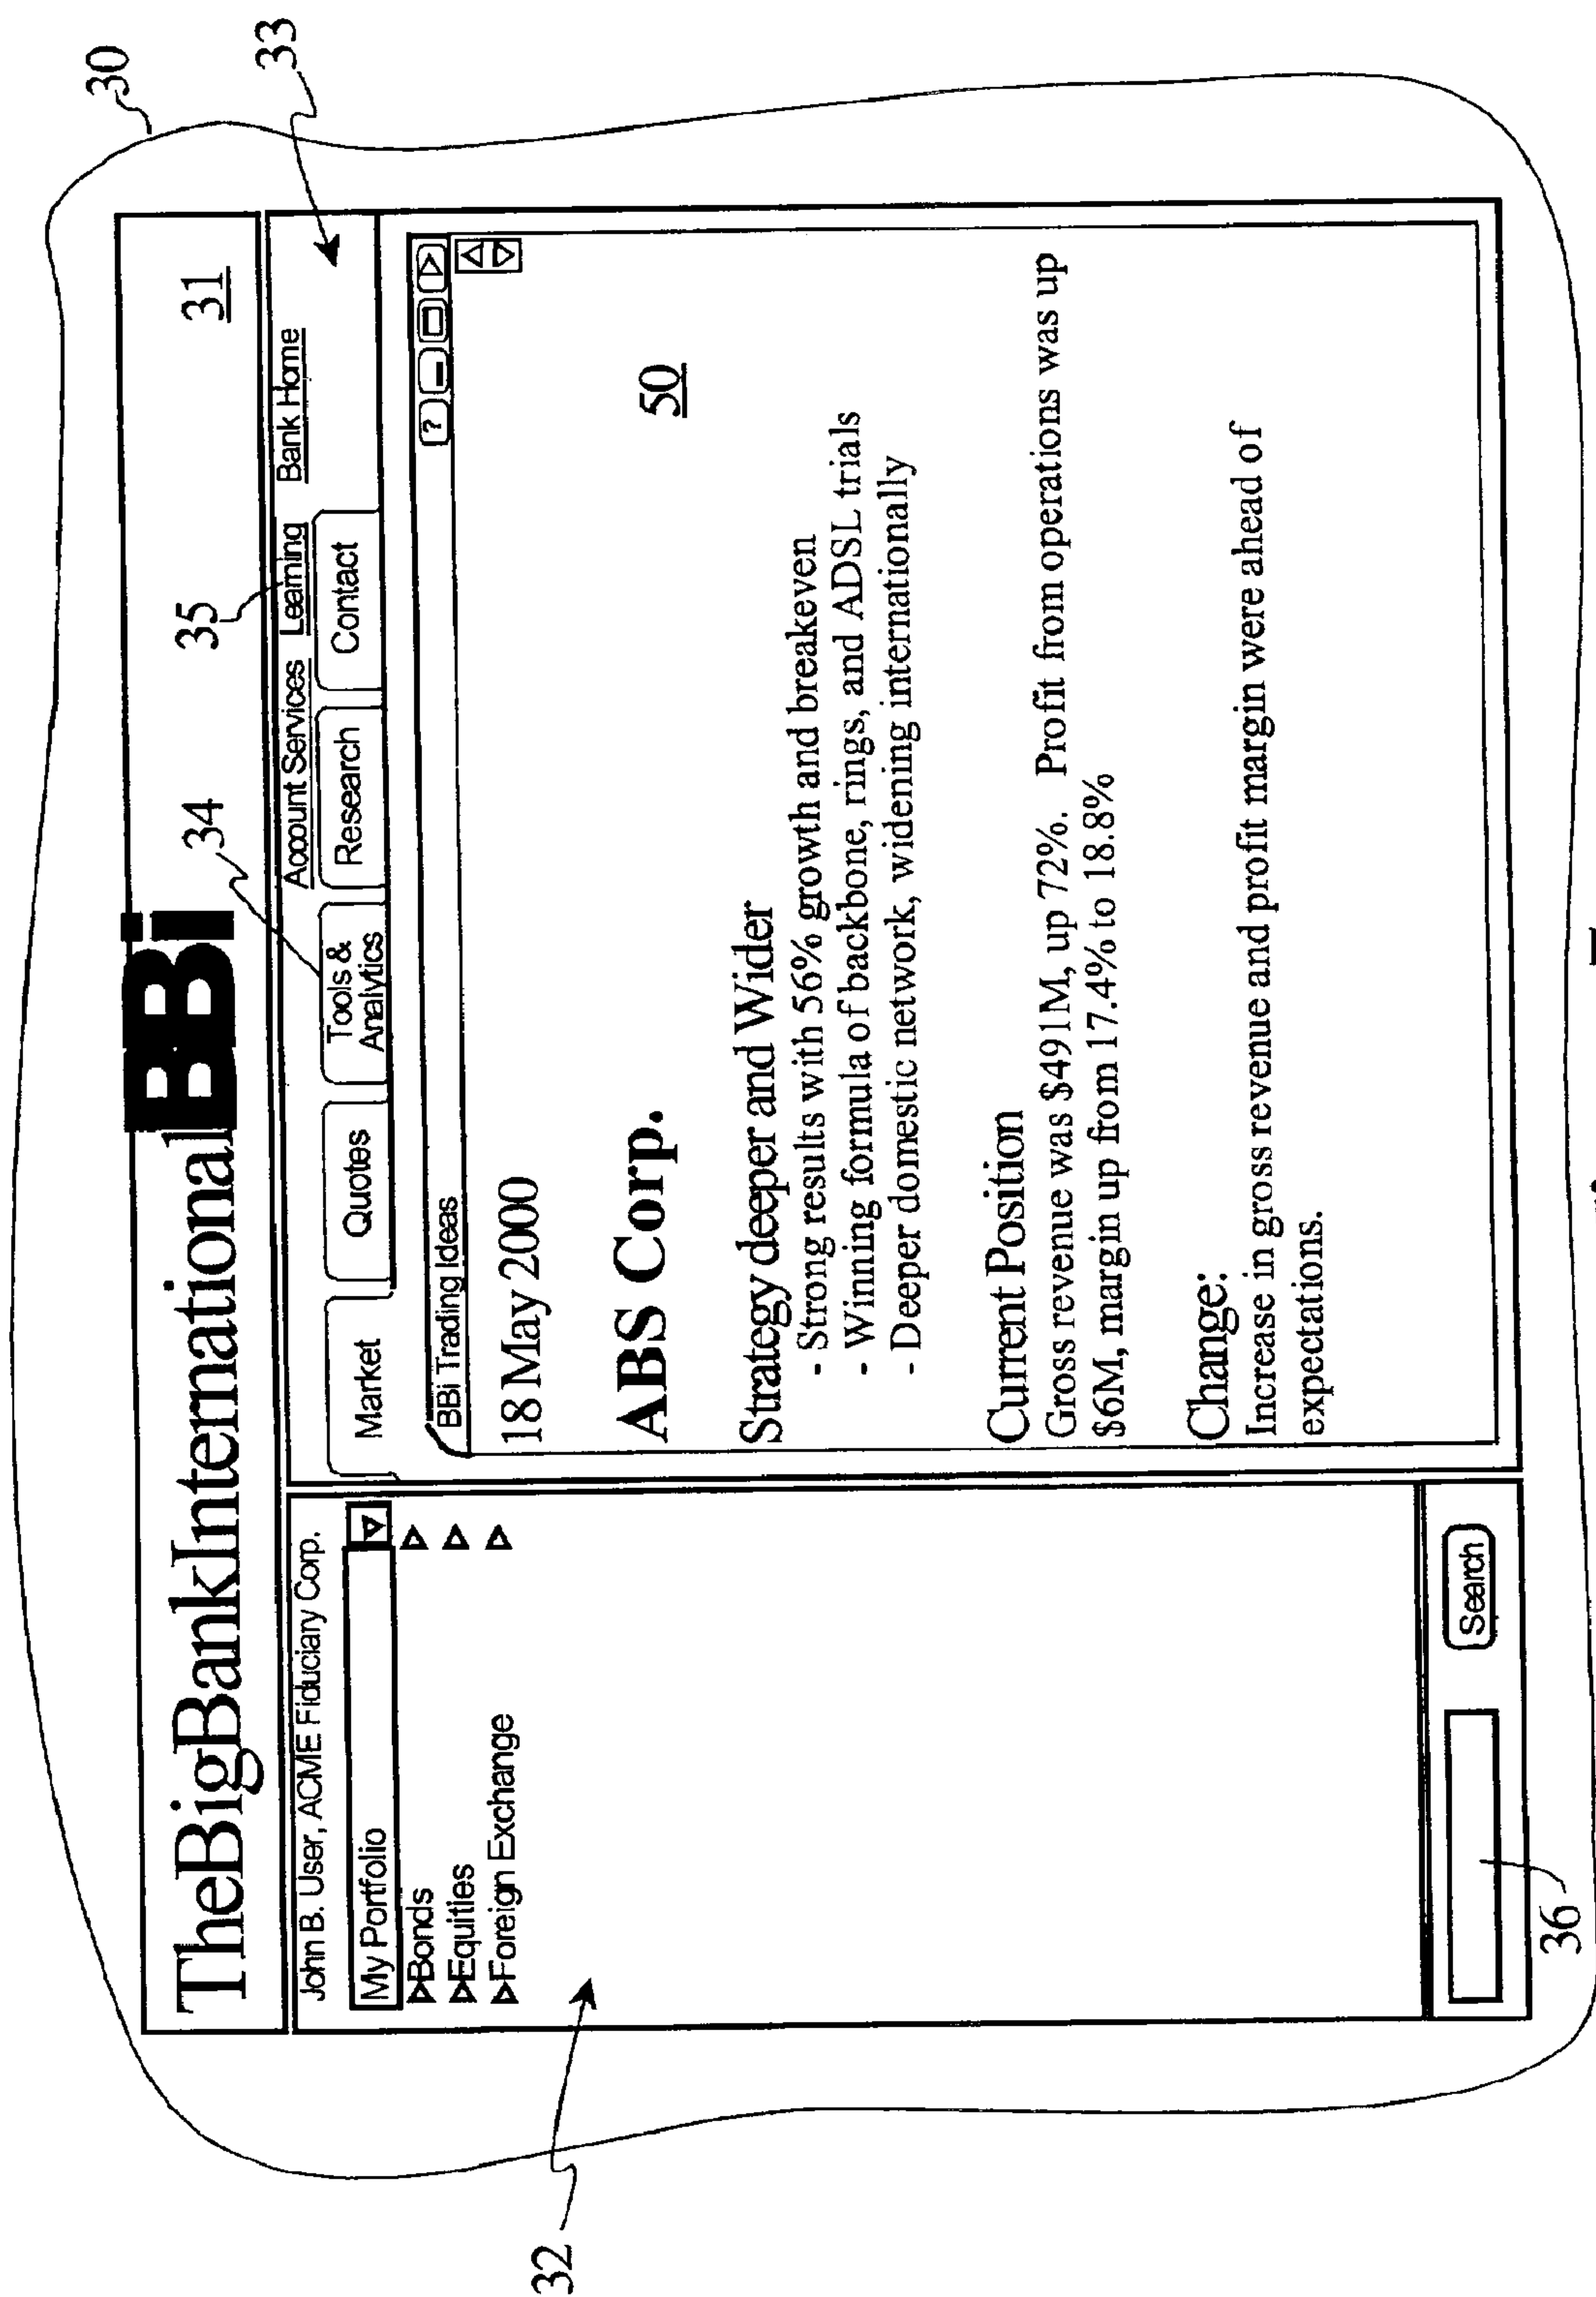 30
33
TheBigBankInternational BBi
31
35
34
John B. User, ACME Fiduciary Corp.
My Portfolio
Bonds
Equities
Foreign Exchange
32
Search
36
Account Services Learning Bank Home
Market Quotes Tools & Analytics Research Contact
BBi Trading Ideas ?
18 May 2000
ABS Corp.
50
Strategy deeper and Wider
- Strong results with 56% growth and breakeven
- Winning formula of backbone, rings, and ADSL trials
- Deeper domestic network, widening internationally
Current Position
Gross revenue was $491M, up 72%. Profit from operations was up
$6M, margin up from 17.4% to 18.8%
Change:
Increase in gross revenue and profit margin were ahead of
expectations.